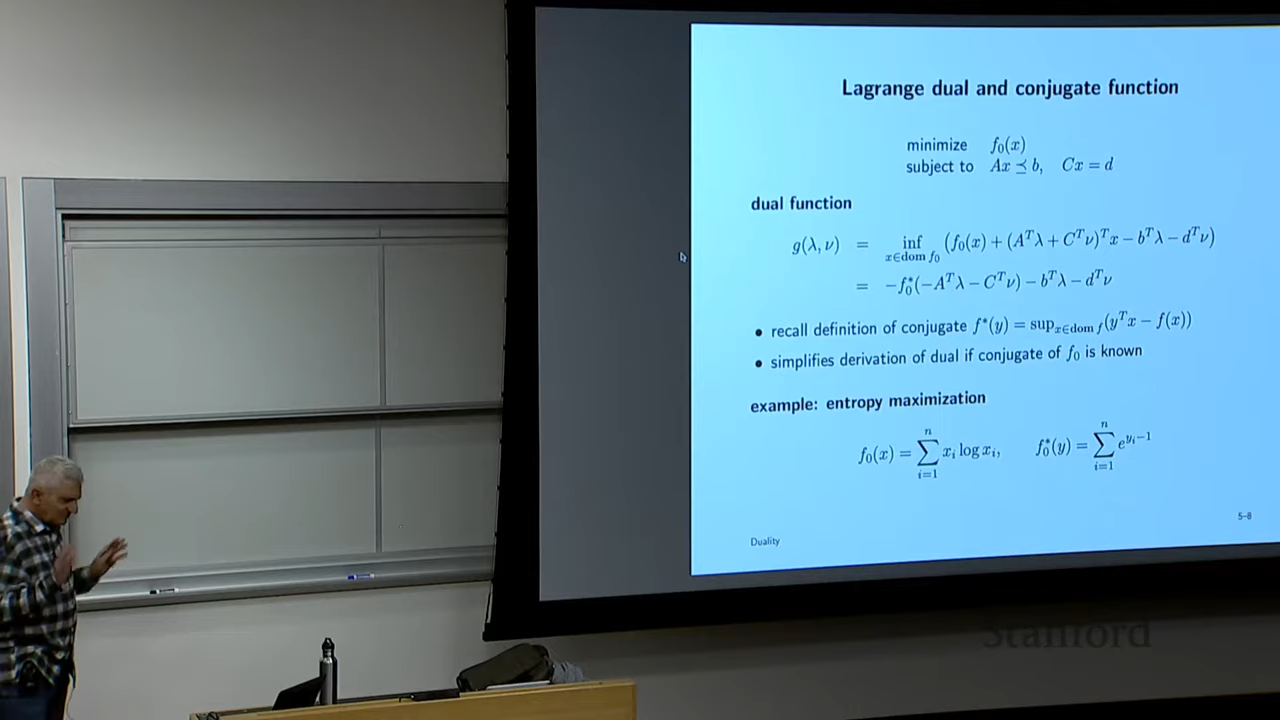 Lagrange dual and conjugate function
minimize f₀(x)
subject to Ax ⪯ b, Cx = d
dual function
g(λ, ν) = inf_{x∈dom f₀} (f₀(x) + (Aᵀλ + Cᵀν)ᵀx − bᵀλ − dᵀν)
= −f₀*(−Aᵀλ − Cᵀν) − bᵀλ − dᵀν
• recall definition of conjugate f*(y) = sup_{x∈dom f}(yᵀx − f(x))
• simplifies derivation of dual if conjugate of f₀ is known
example: entropy maximization
f₀(x) = ∑_{i=1}^{n} xᵢ log xᵢ, f₀*(y) = ∑_{i=1}^{n} e^{yᵢ−1}
5–8
Duality
Stanford